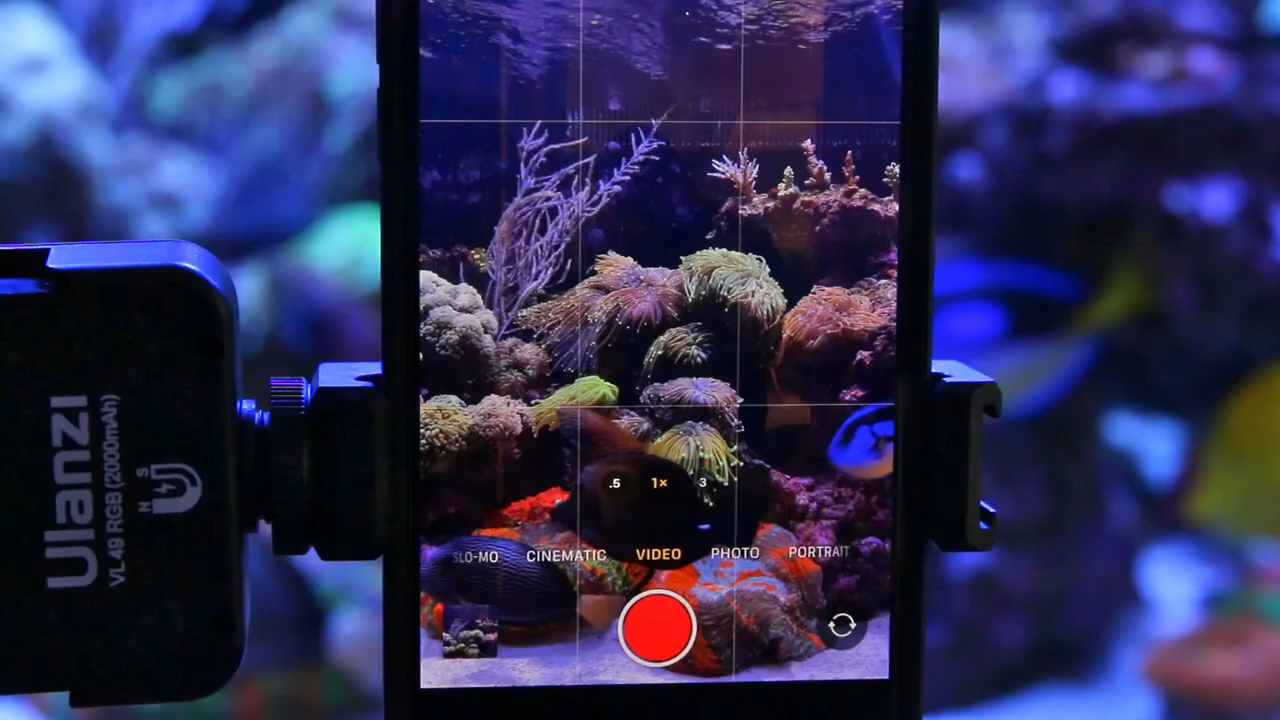 Ulanzi
VL49 RGB (2000mAh)
N S
.5 1× 3
SLO-MO CINEMATIC VIDEO PHOTO PORTRAIT